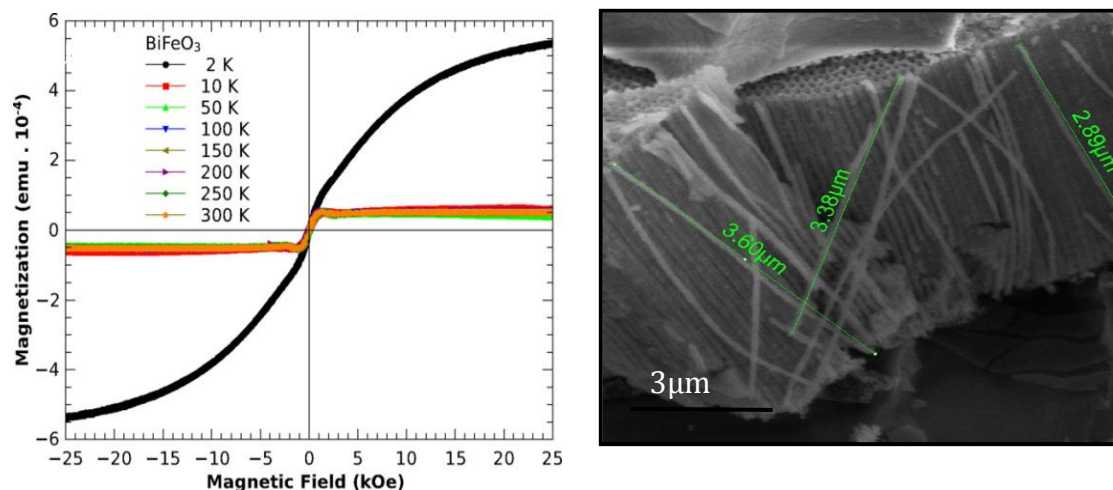 BiFeO₃
2 K
10 K
50 K
100 K
150 K
200 K
250 K
300 K
Magnetization (emu . 10⁻⁴)
6
4
2
0
−2
−4
−6
−25 −20 −15 −10 −5 0 5 10 15 20 25
Magnetic Field (kOe)
2.89μm
3.38μm
3.60μm
3μm